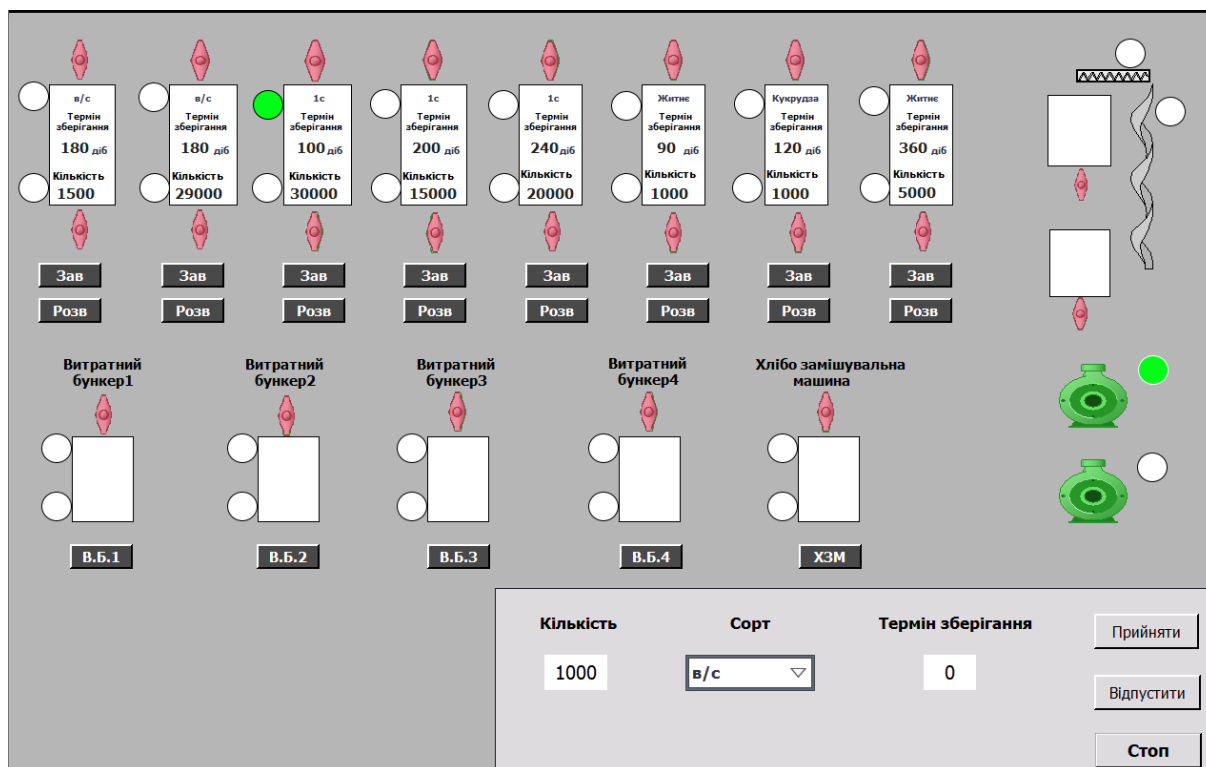 в/с
Термін
зберігання
180 діб
Кількість
1500
в/с
Термін
зберігання
180 діб
Кількість
29000
1с
Термін
зберігання
100 діб
Кількість
30000
1с
Термін
зберігання
200 діб
Кількість
15000
1с
Термін
зберігання
240 діб
Кількість
20000
Житнє
Термін
зберігання
90 діб
Кількість
1000
Кукрудза
Термін
зберігання
120 діб
Кількість
1000
Житнє
Термін
зберігання
360 діб
Кількість
5000
Зав Зав Зав Зав Зав Зав Зав Зав
Розв Розв Розв Розв Розв Розв Розв Розв
Витратний
бункер1
Витратний
бункер2
Витратний
бункер3
Витратний
бункер4
Хлібо замішувальна
машина
В.Б.1 В.Б.2 В.Б.3 В.Б.4 ХЗМ
Кількість Сорт Термін зберігання
Прийняти
1000 в/с 0
Відпустити
Стоп